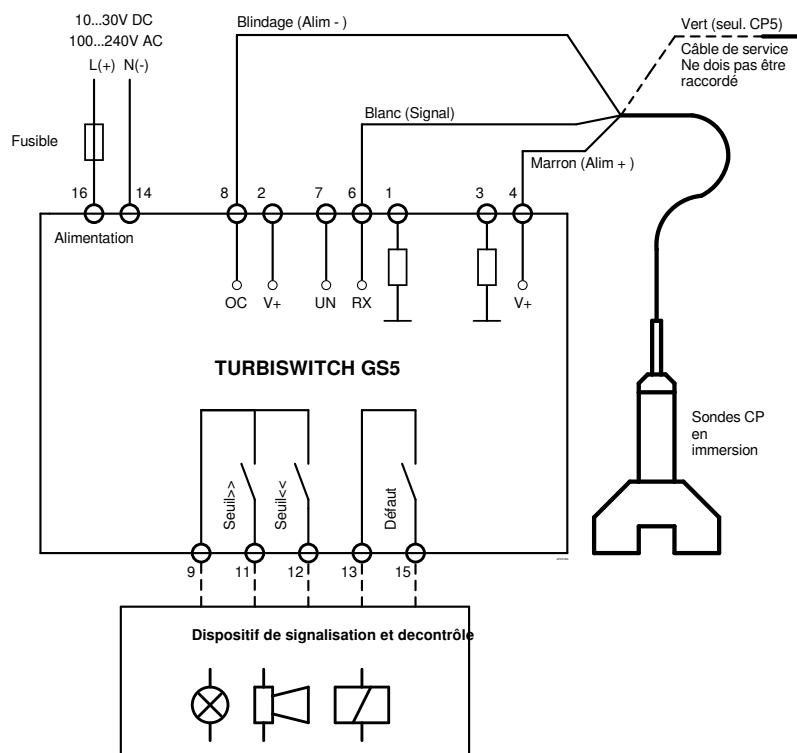 10...30V DC
100...240V AC
L(+) N(-)
Fusible
Blindage (Alim - )
Vert (seul. CP5)
Câble de service
Ne dois pas être
raccordé
Blanc (Signal)
Marron (Alim + )
16 14 8 2 7 6 1 3 4
Alimentation
OC V+ UN RX V+
TURBISWITCH GS5
Sondes CP
en
immersion
Seuil>>
Seuil<<
Défaut
9 11 12 13 15
Dispositif de signalisation et decontrôle